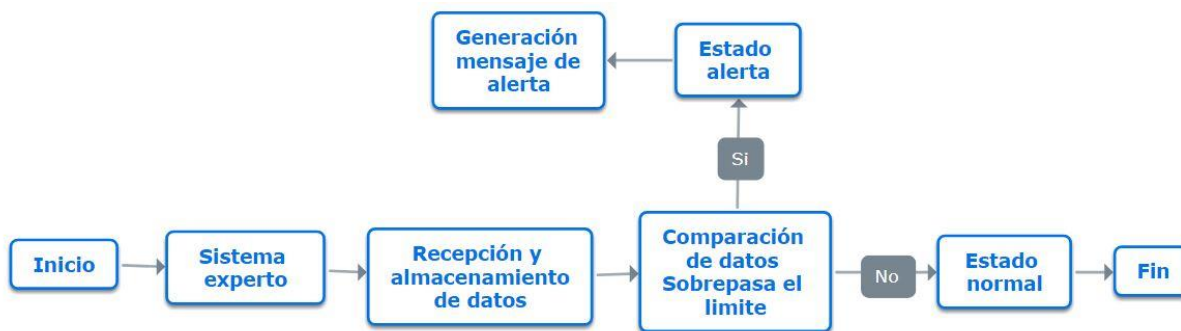 Generación
mensaje de
alerta
Estado
alerta
Si
Inicio
Sistema
experto
Recepción y
almacenamiento
de datos
Comparación
de datos
Sobrepasa el
limite
No
Estado
normal
Fin